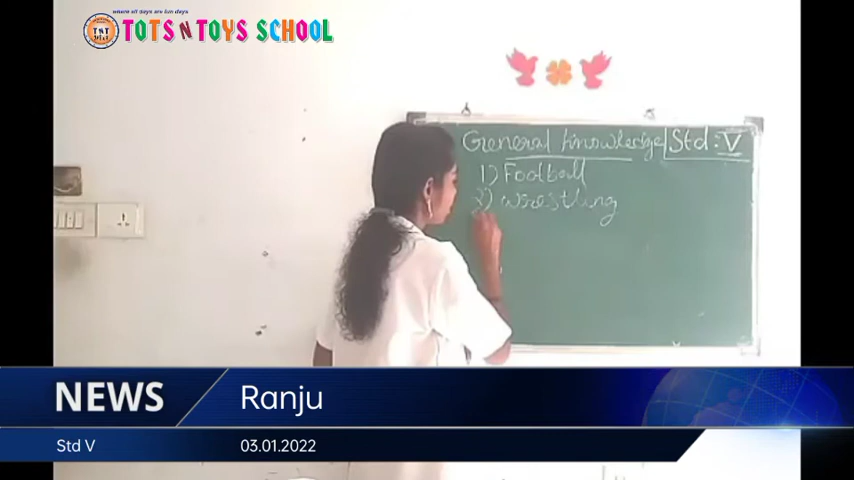 where all days are fun days
TOTS N TOYS SCHOOL
TNT
General knowledge Std : V
1) Football
2) wrestling
NEWS
Ranju
Std V
03.01.2022